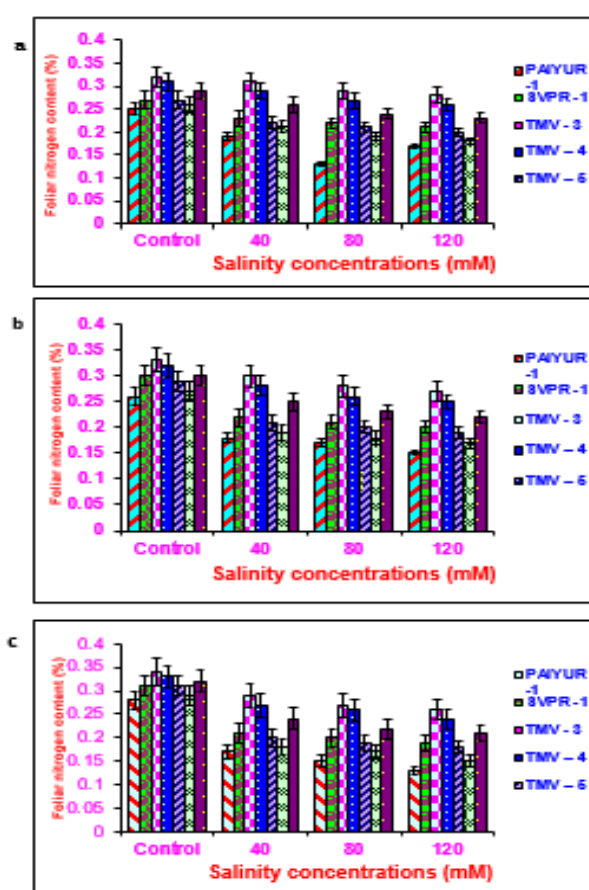 a
Foliar nitrogen content (%)
0.4
0.35
0.3
0.25
0.2
0.15
0.1
0.05
0
Control 40 80 120
Salinity concentrations (mM)
PAIYUR
-1
SVPR -1
TMV - 3
TMV – 4
TMV – 5
b
Foliar nitrogen content (%)
0.4
0.35
0.3
0.25
0.2
0.15
0.1
0.05
0
Control 40 80 120
Salinity concentrations (mM)
PAIYUR
-1
SVPR -1
TMV - 3
TMV – 4
TMV – 5
c
Foliar nitrogen content (%)
0.4
0.35
0.3
0.25
0.2
0.15
0.1
0.05
0
Control 40 80 120
Salinity concentrations (mM)
PAIYUR
-1
SVPR -1
TMV - 3
TMV – 4
TMV – 5